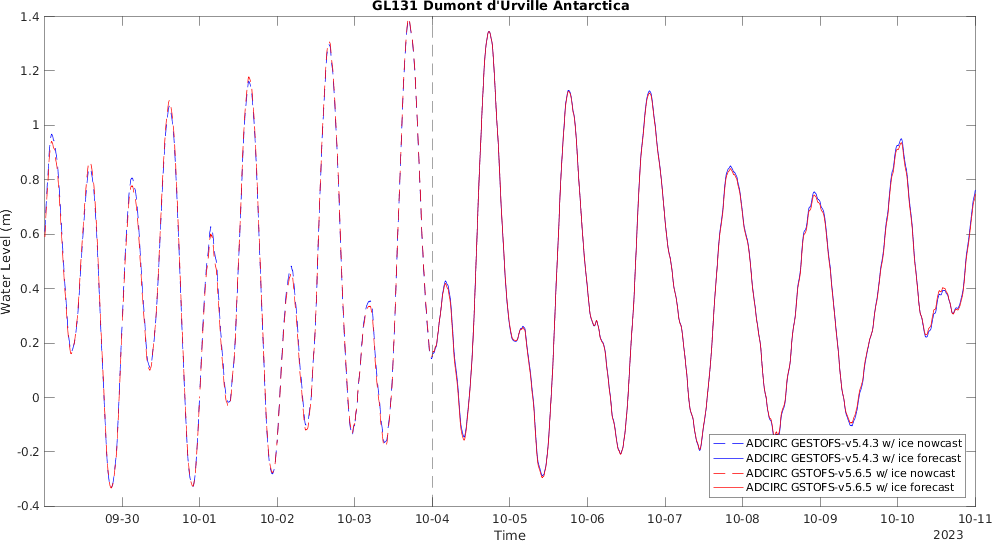 GL131 Dumont d'Urville Antarctica
Water Level (m)
1.4
1.2
1
0.8
0.6
0.4
0.2
0
-0.2
-0.4
09-30 10-01 10-02 10-03 10-04 10-05 10-06 10-07 10-08 10-09 10-10 10-11
Time
2023
ADCIRC GESTOFS-v5.4.3 w/ ice nowcast
ADCIRC GESTOFS-v5.4.3 w/ ice forecast
ADCIRC GSTOFS-v5.6.5 w/ ice nowcast
ADCIRC GSTOFS-v5.6.5 w/ ice forecast